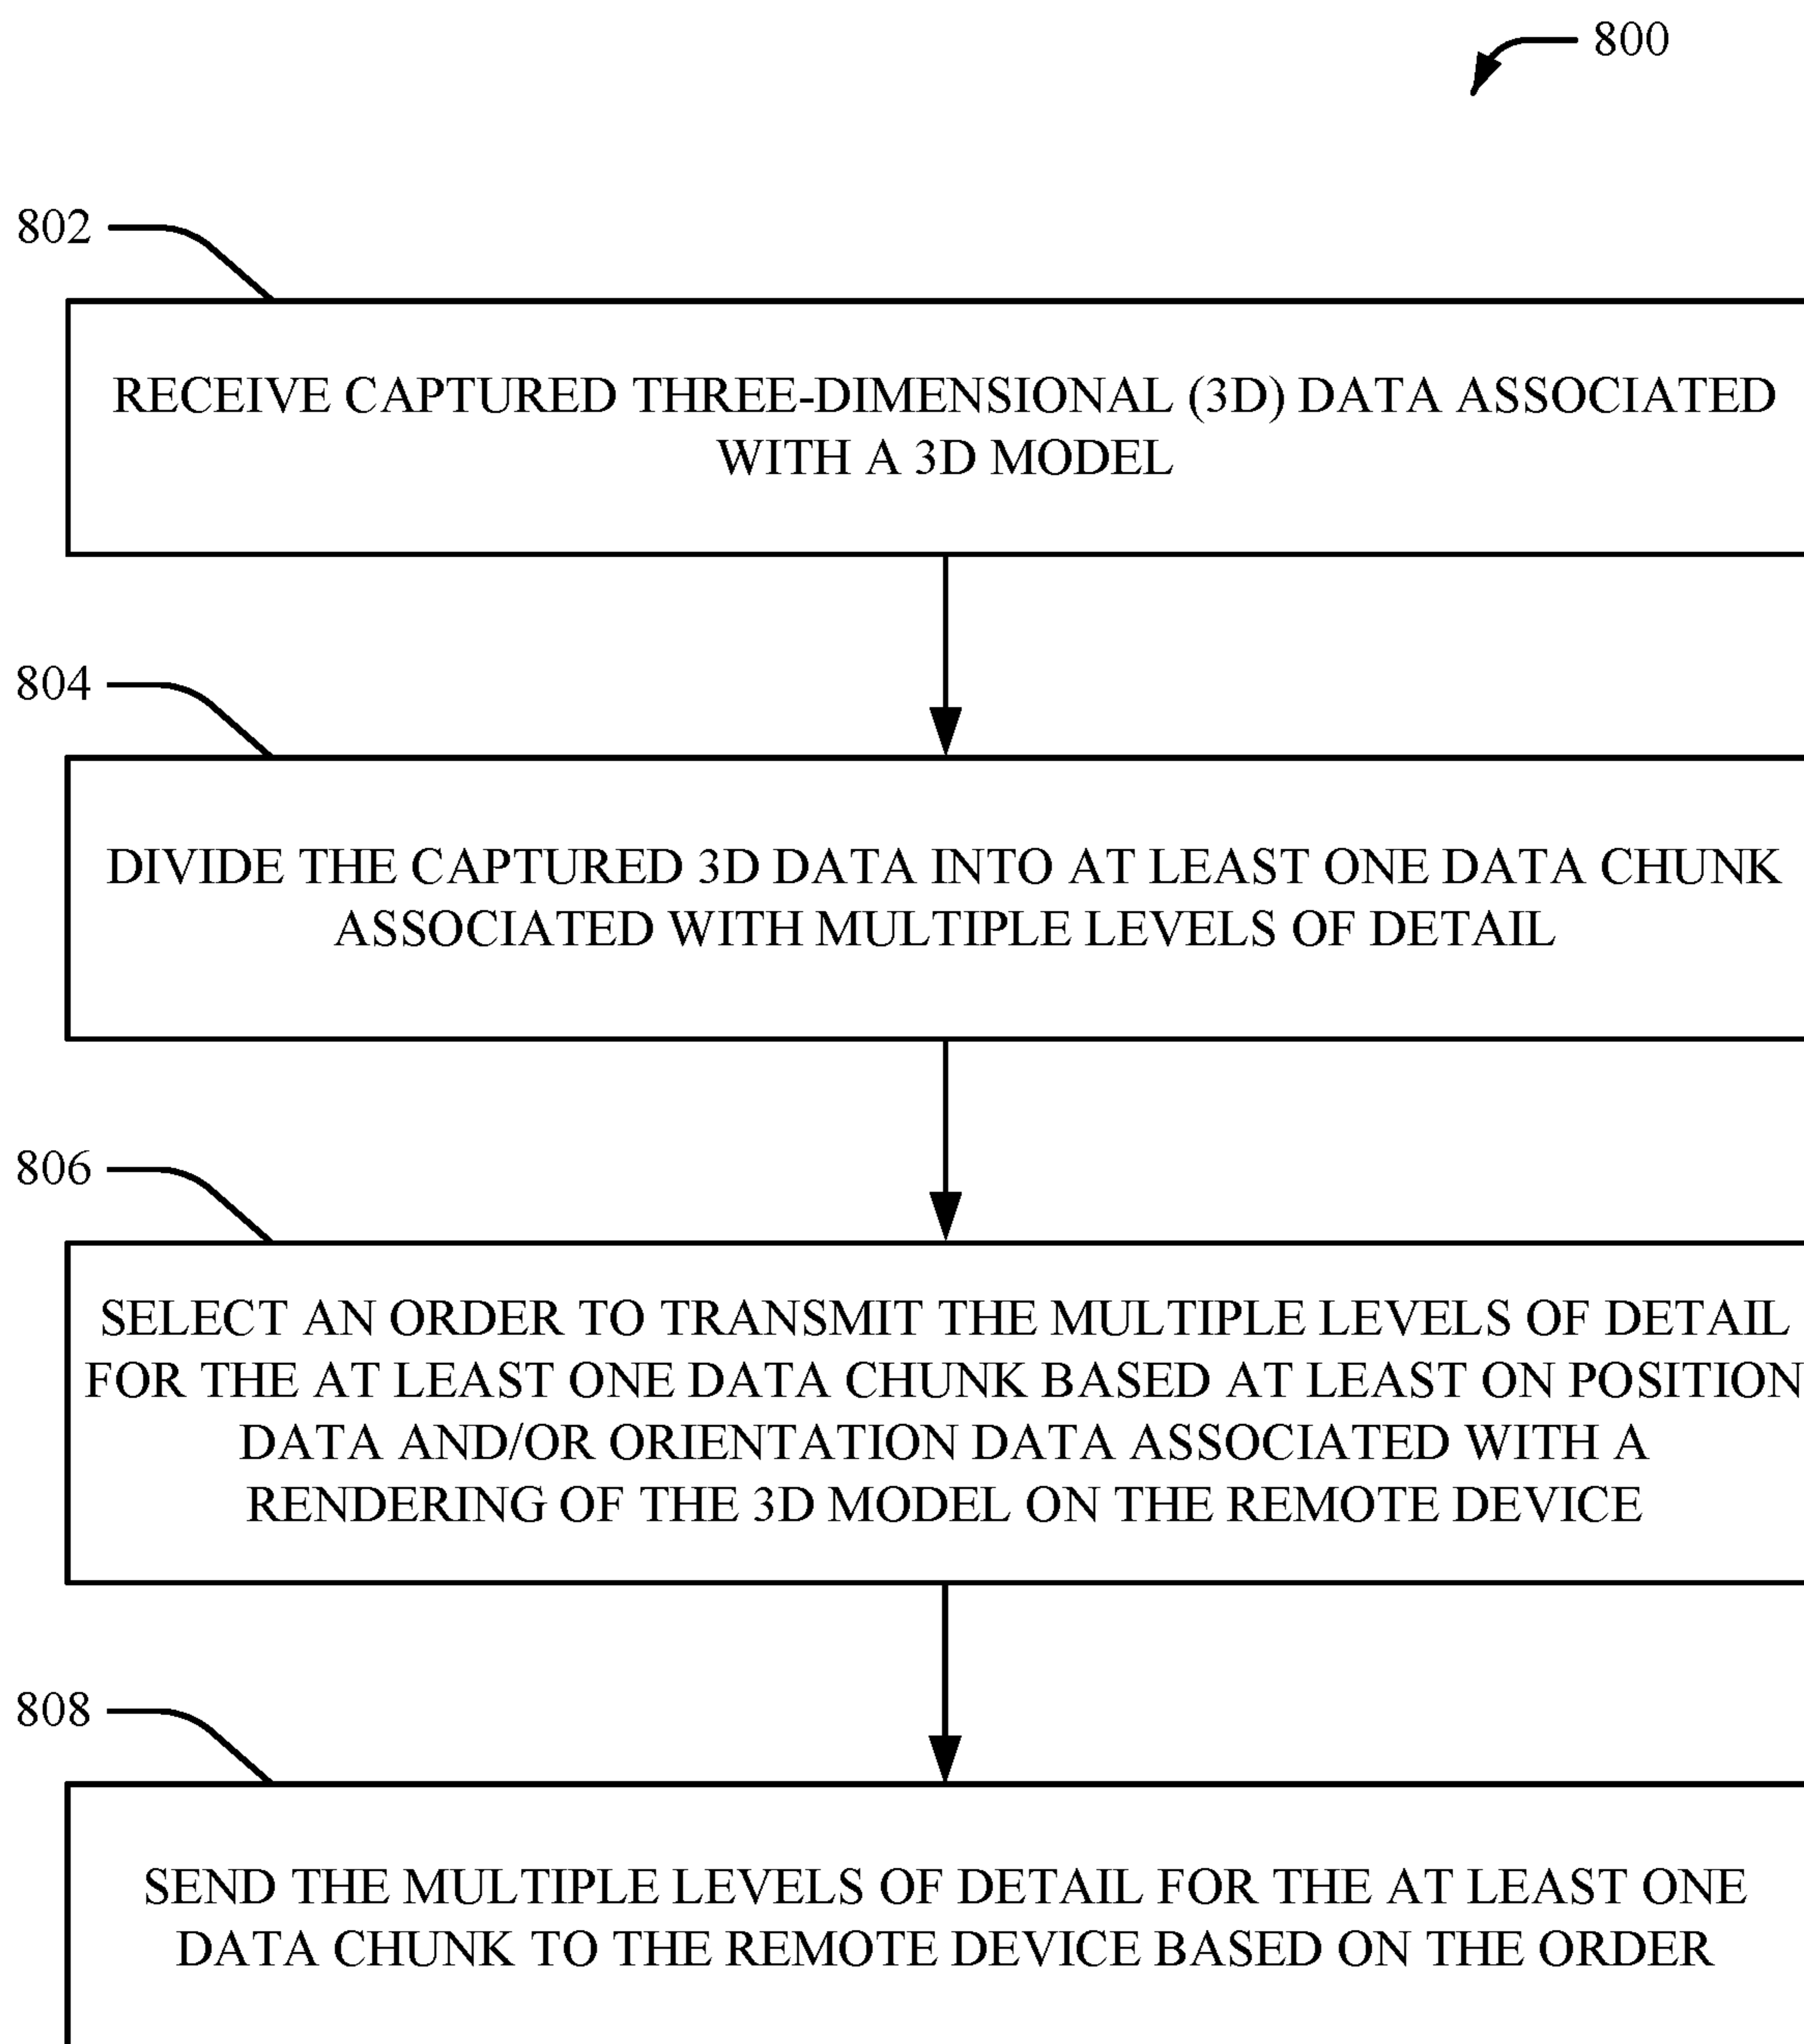 800
802
RECEIVE CAPTURED THREE-DIMENSIONAL (3D) DATA ASSOCIATED
WITH A 3D MODEL
804
DIVIDE THE CAPTURED 3D DATA INTO AT LEAST ONE DATA CHUNK
ASSOCIATED WITH MULTIPLE LEVELS OF DETAIL
806
SELECT AN ORDER TO TRANSMIT THE MULTIPLE LEVELS OF DETAIL
FOR THE AT LEAST ONE DATA CHUNK BASED AT LEAST ON POSITION
DATA AND/OR ORIENTATION DATA ASSOCIATED WITH A
RENDERING OF THE 3D MODEL ON THE REMOTE DEVICE
808
SEND THE MULTIPLE LEVELS OF DETAIL FOR THE AT LEAST ONE
DATA CHUNK TO THE REMOTE DEVICE BASED ON THE ORDER